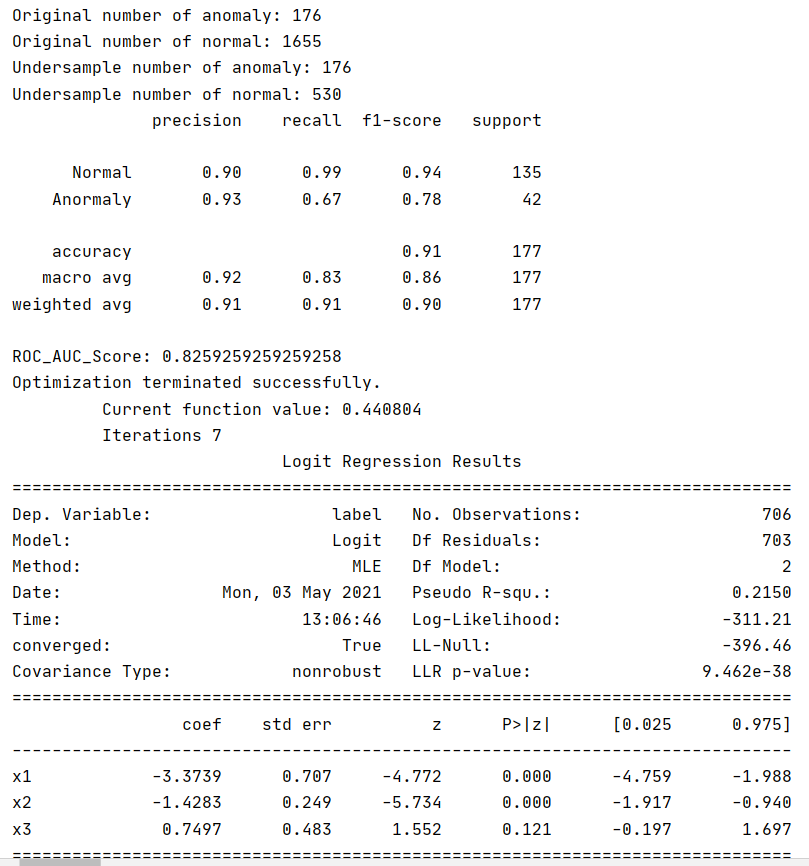 Original number of anomaly: 176
Original number of normal: 1655
Undersample number of anomaly: 176
Undersample number of normal: 530
              precision    recall  f1-score   support

      Normal       0.90      0.99      0.94       135
    Anormaly       0.93      0.67      0.78        42

    accuracy                           0.91       177
   macro avg       0.92      0.83      0.86       177
weighted avg       0.91      0.91      0.90       177

ROC_AUC_Score: 0.8259259259259258
Optimization terminated successfully.
         Current function value: 0.440804
         Iterations 7
                           Logit Regression Results
==============================================================================
Dep. Variable:                  label   No. Observations:                  706
Model:                          Logit   Df Residuals:                      703
Method:                           MLE   Df Model:                            2
Date:                Mon, 03 May 2021   Pseudo R-squ.:                  0.2150
Time:                        13:06:46   Log-Likelihood:                -311.21
converged:                       True   LL-Null:                       -396.46
Covariance Type:            nonrobust   LLR p-value:                 9.462e-38
==============================================================================
                 coef    std err          z      P>|z|      [0.025      0.975]
------------------------------------------------------------------------------
x1            -3.3739      0.707     -4.772      0.000      -4.759      -1.988
x2            -1.4283      0.249     -5.734      0.000      -1.917      -0.940
x3             0.7497      0.483      1.552      0.121      -0.197       1.697
==============================================================================